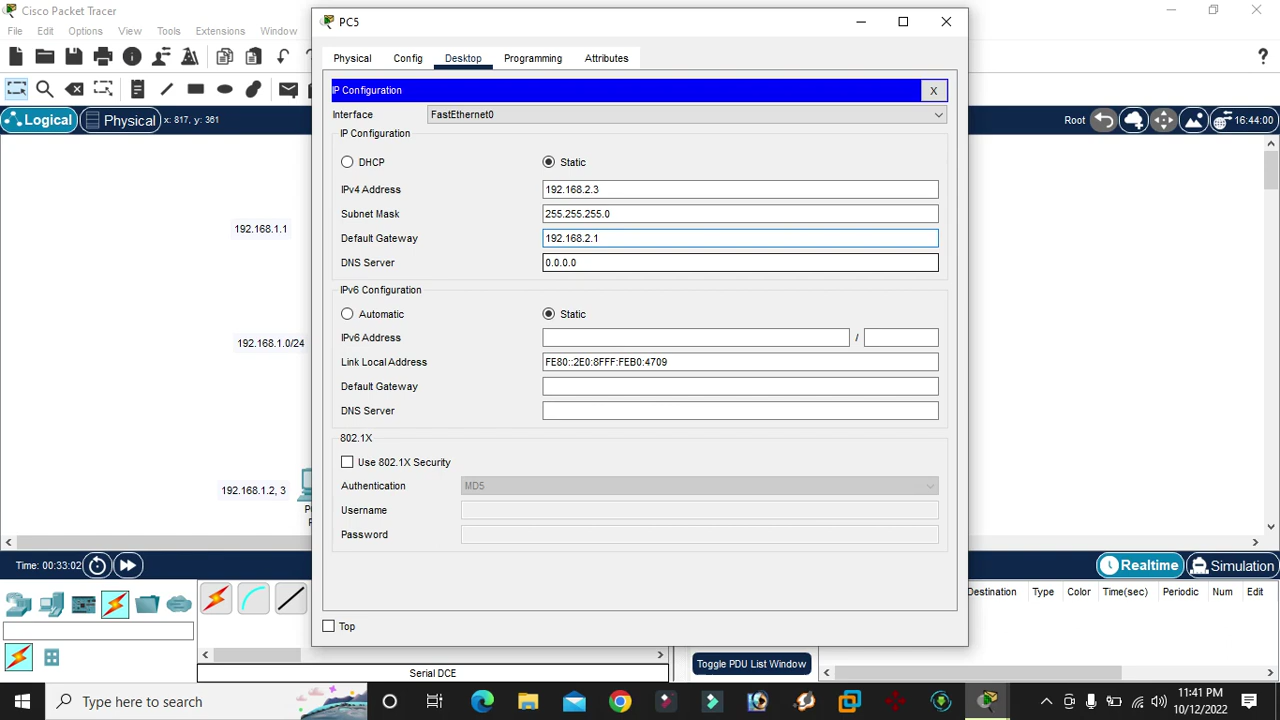 Cisco Packet Tracer
File Edit Options View Tools Extensions Window
Logical
Physical
x: 817, y: 361
Root
16:44:00
192.168.1.1
192.168.1.0/24
192.168.1.2, 3
PC5
Physical Config Desktop Programming Attributes
IP Configuration
X
Interface FastEthernet0
IP Configuration
DHCP Static
IPv4 Address 192.168.2.3
Subnet Mask 255.255.255.0
Default Gateway 192.168.2.1
DNS Server 0.0.0.0
IPv6 Configuration
Automatic Static
IPv6 Address /
Link Local Address FE80::2E0:8FFF:FEB0:4709
Default Gateway
DNS Server
802.1X
Use 802.1X Security
Authentication MD5
Username
Password
Top
Time: 00:33:02
Realtime Simulation
Destination Type Color Time(sec) Periodic Num Edit
Serial DCE
Toggle PDU List Window
Type here to search
11:41 PM
10/12/2022